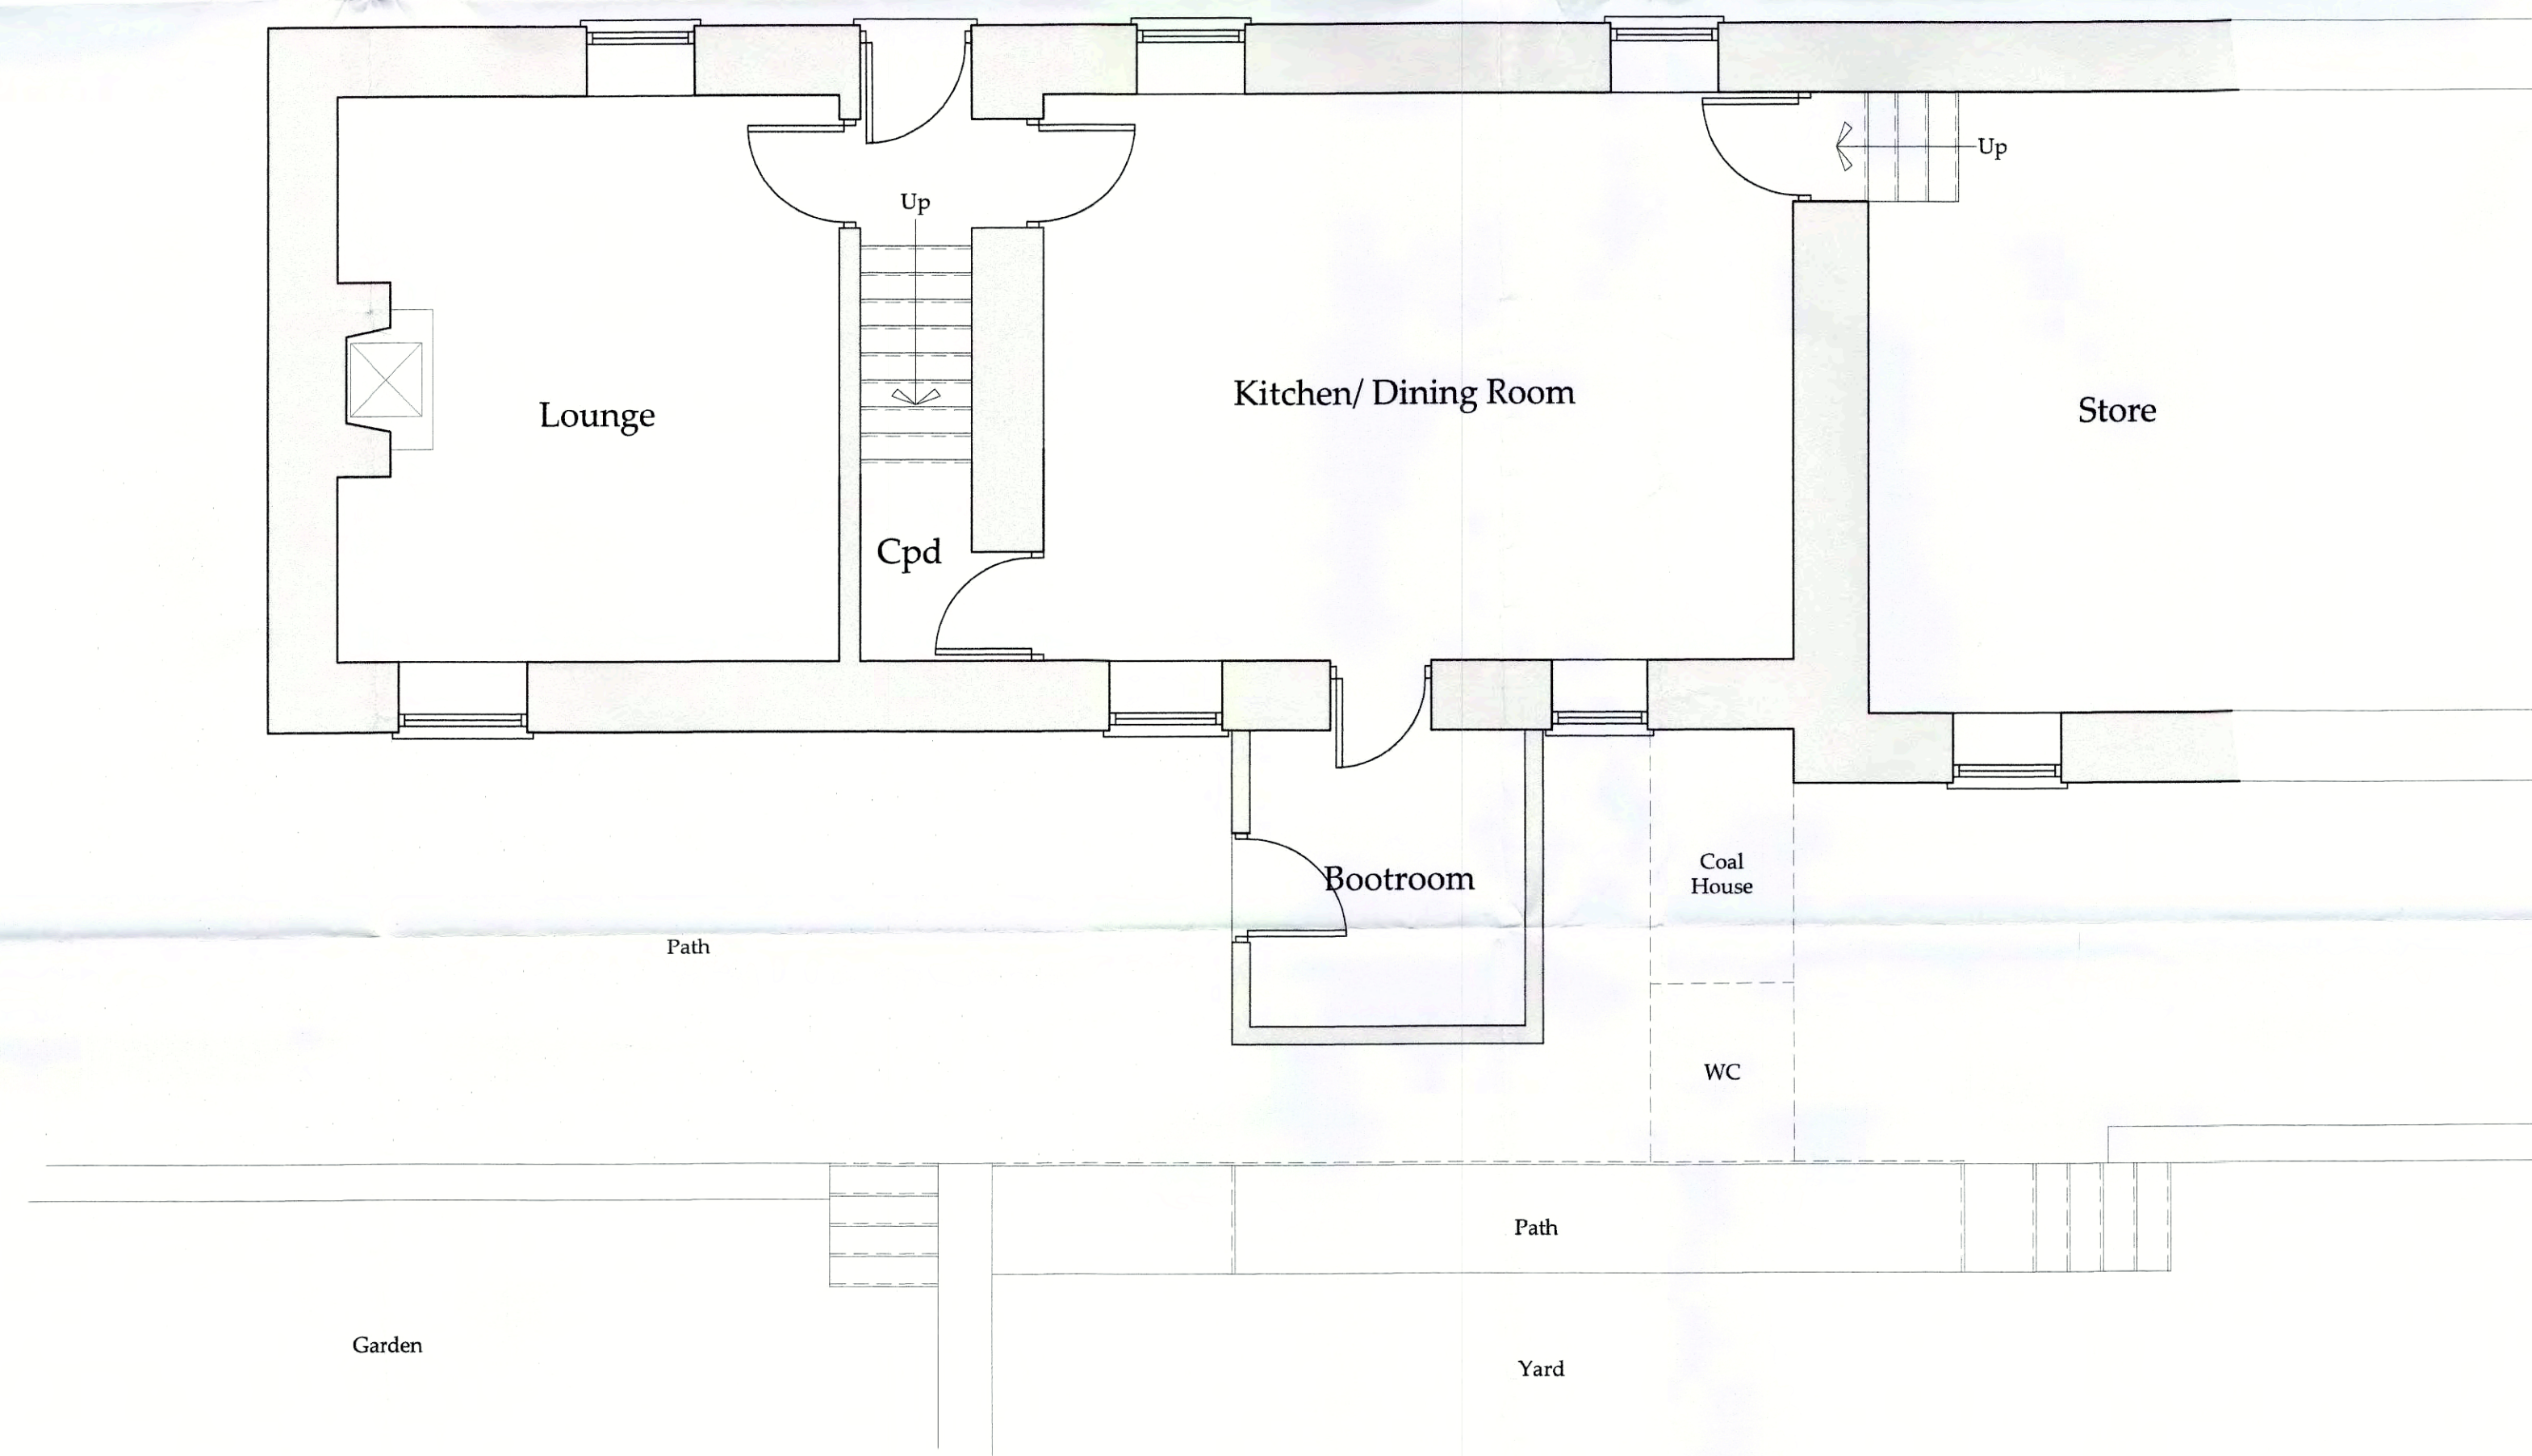 Up
Up
Kitchen/ Dining Room
Store
Lounge
Cpd
Coal
House
Bootroom
Path
WC
Path
Garden
Yard